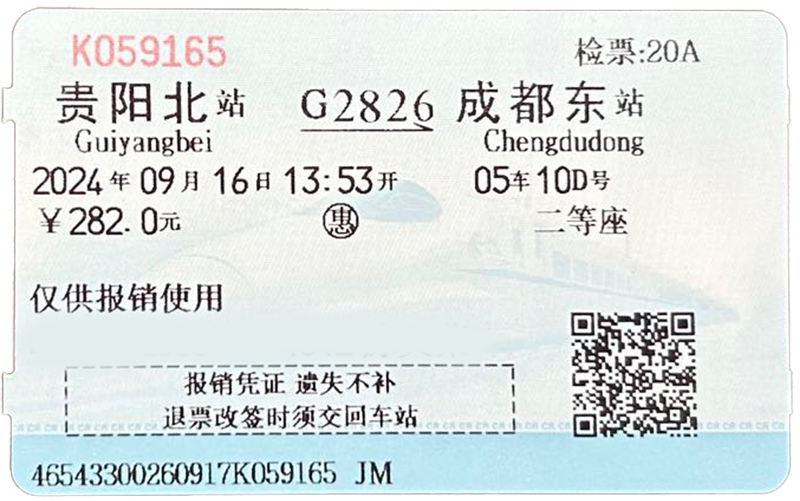 K059165 检票:20A
贵阳北站 G2826 成都东站
Guiyangbei Chengdudong
2024年09月16日13:53开 05车10D号
￥282.0元 惠 二等座
仅供报销使用
报销凭证 遗失不补
退票改签时须交回车站
46543300260917K059165 JM